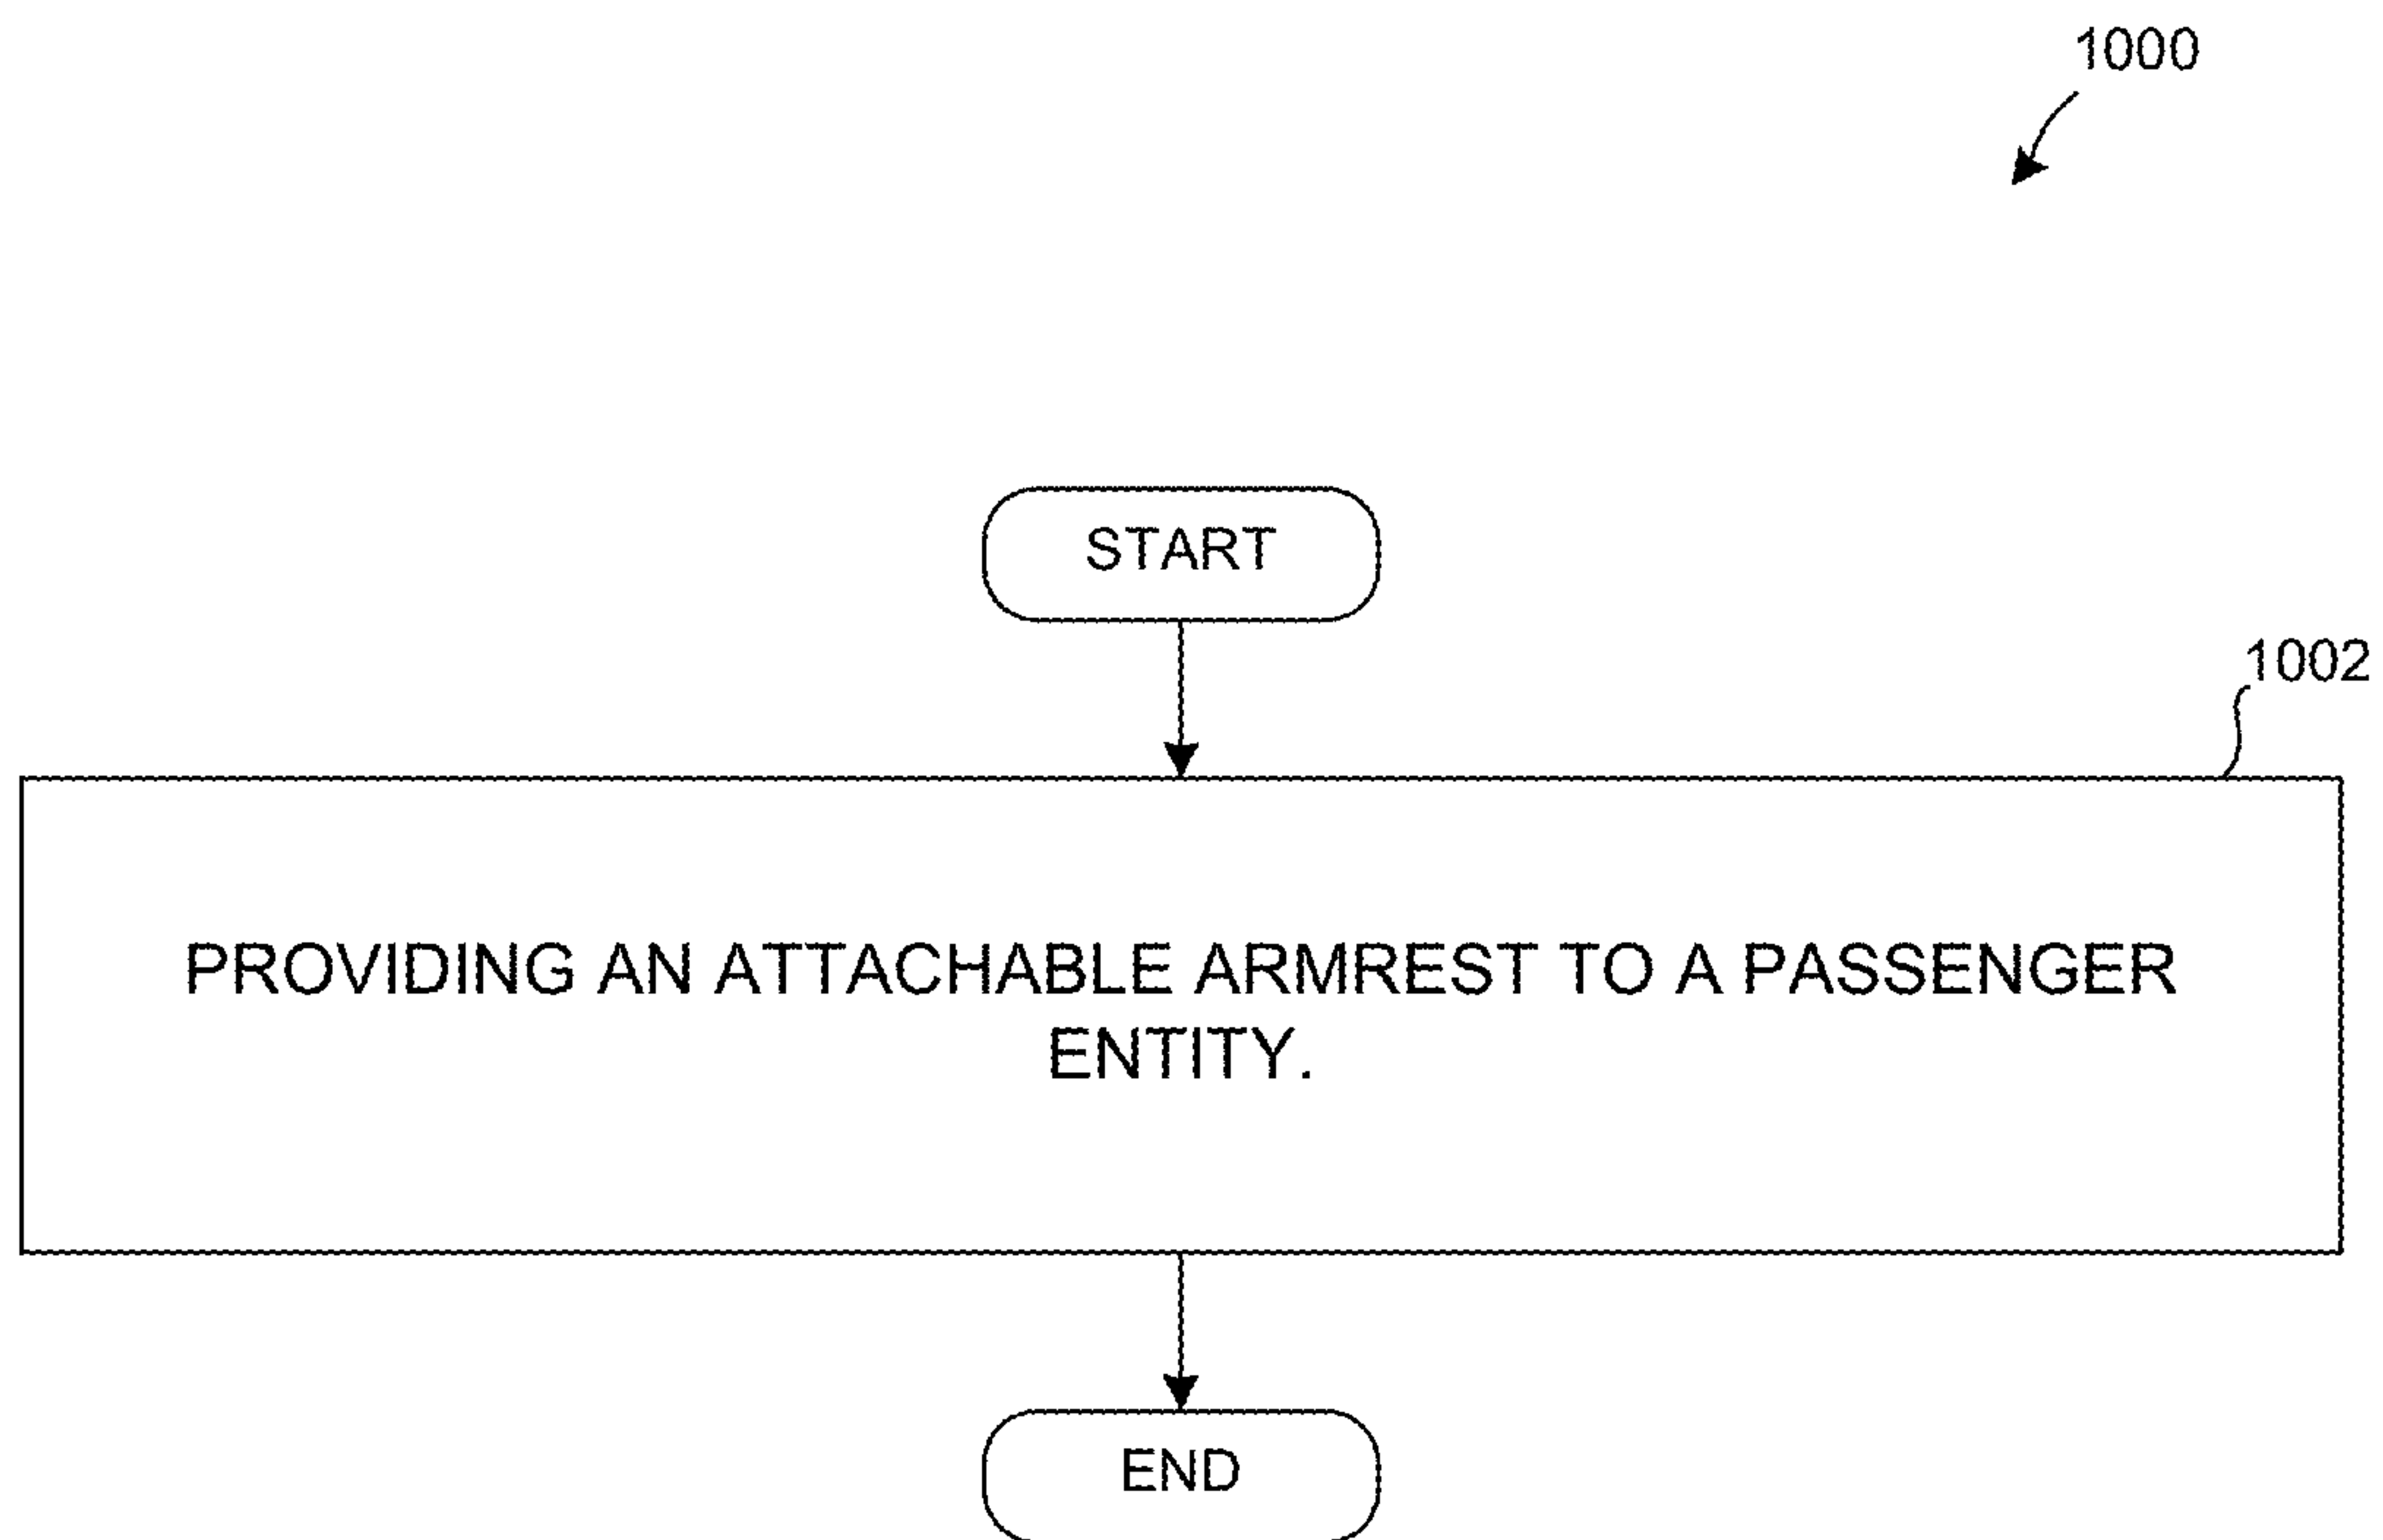 1000
START
1002
PROVIDING AN ATTACHABLE ARMREST TO A PASSENGER
ENTITY.
END